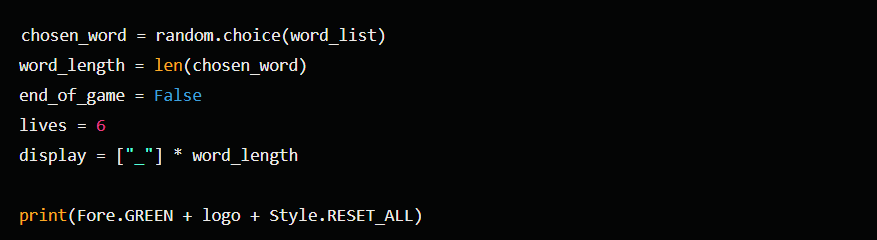 chosen_word = random.choice(word_list)
word_length = len(chosen_word)
end_of_game = False
lives = 6
display = ["_"] * word_length
print(Fore.GREEN + logo + Style.RESET_ALL)